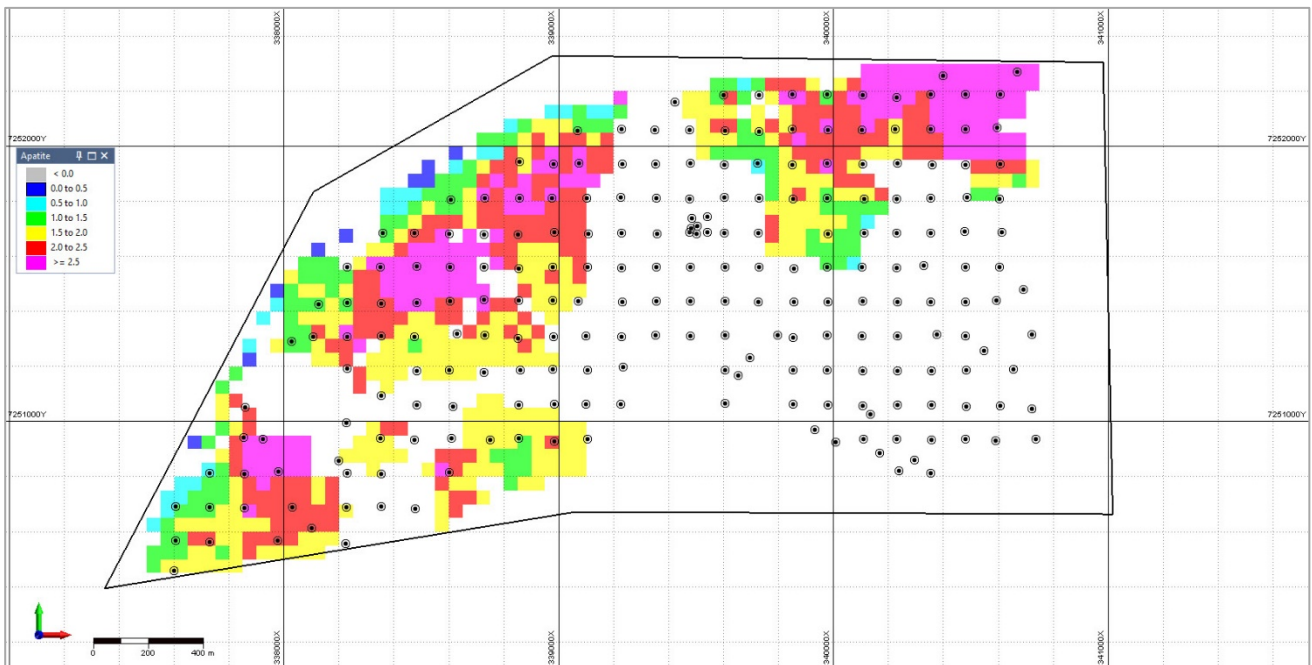 338000X
339000X
340000X
341000X
7252000Y
7252000Y
Apatite
< 0.0
0.0 to 0.5
0.5 to 1.0
1.0 to 1.5
1.5 to 2.0
2.0 to 2.5
>= 2.5
7251000Y
7251000Y
338000X
339000X
340000X
341000X
0 200 400 m